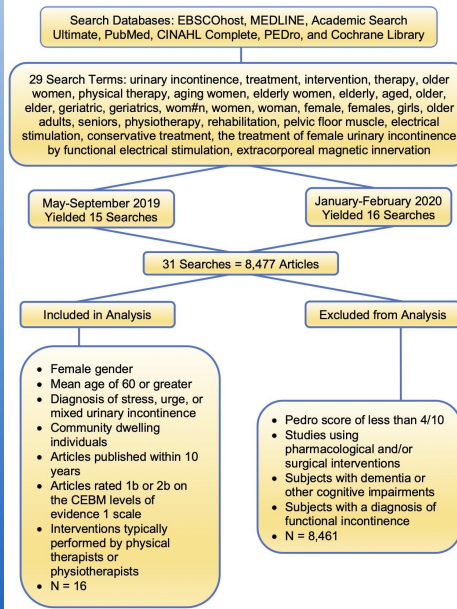 Search Databases: EBSCOhost, MEDLINE, Academic Search
Ultimate, PubMed, CINAHL Complete, PEDro, and Cochrane Library
29 Search Terms: urinary incontinence, treatment, intervention, therapy, older
women, physical therapy, aging women, elderly women, elderly, aged, older,
elder, geriatric, geriatrics, wom#n, women, woman, female, females, girls, older
adults, seniors, physiotherapy, rehabilitation, pelvic floor muscle, electrical
stimulation, conservative treatment, the treatment of female urinary incontinence
by functional electrical stimulation, extracorporeal magnetic innervation
May-September 2019
Yielded 15 Searches
January-February 2020
Yielded 16 Searches
31 Searches = 8,477 Articles
Included in Analysis
Excluded from Analysis
• Female gender
• Mean age of 60 or greater
• Diagnosis of stress, urge, or
mixed urinary incontinence
• Community dwelling
individuals
• Articles published within 10
years
• Articles rated 1b or 2b on
the CEBM levels of
evidence 1 scale
• Interventions typically
performed by physical
therapists or
physiotherapists
• N = 16
• Pedro score of less than 4/10
• Studies using
pharmacological and/or
surgical interventions
• Subjects with dementia or
other cognitive impairments
• Subjects with a diagnosis of
functional incontinence
• N = 8,461